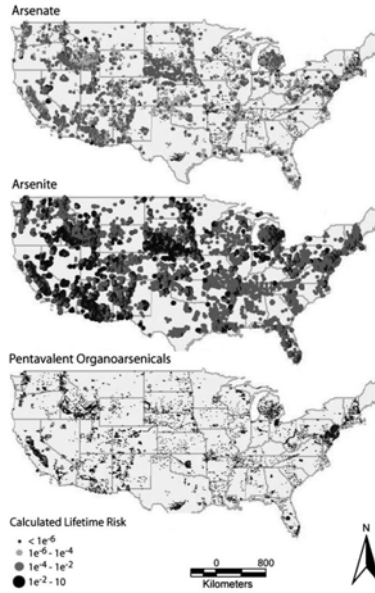 Arsenate
Arsenite
Pentavalent Organoarsenicals
Calculated Lifetime Risk
< 1e⁻⁶
1e⁻⁶ - 1e⁻⁴
1e⁻⁴ - 1e⁻²
1e⁻² - 10
0 800
Kilometers
N